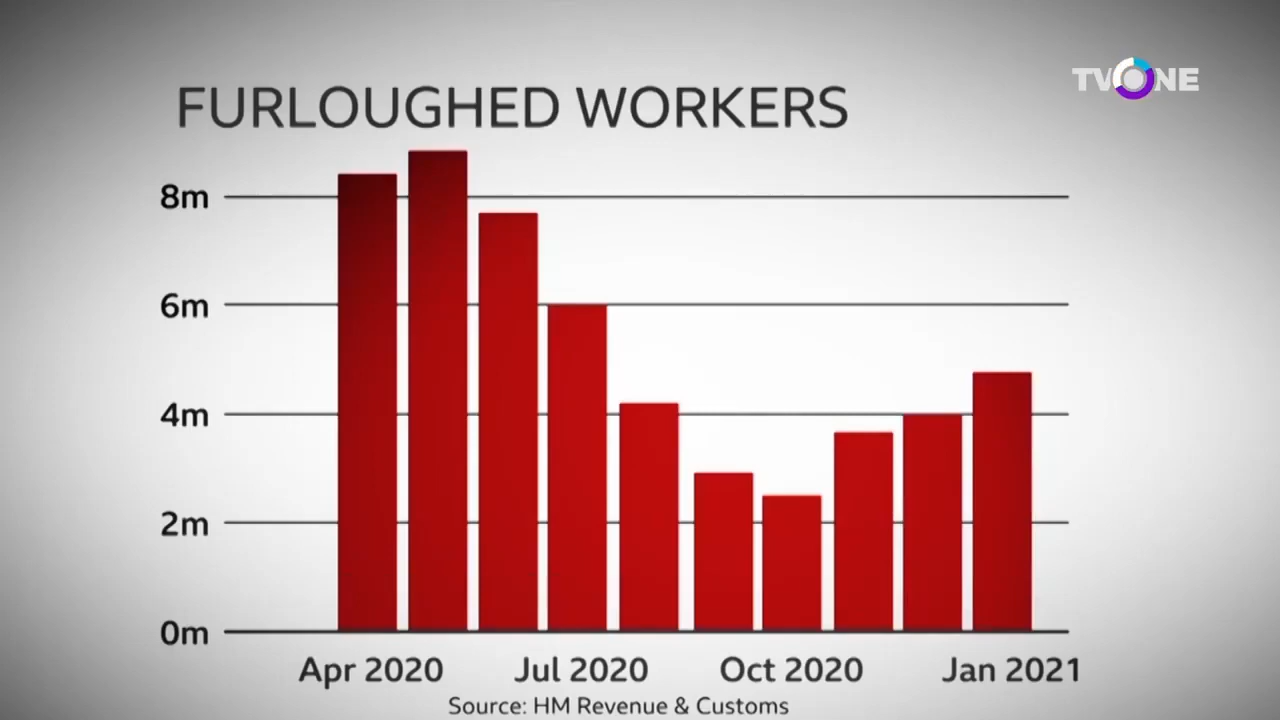 TVONE
FURLOUGHED WORKERS
8m
6m
4m
2m
0m
Apr 2020 Jul 2020 Oct 2020 Jan 2021
Source: HM Revenue & Customs